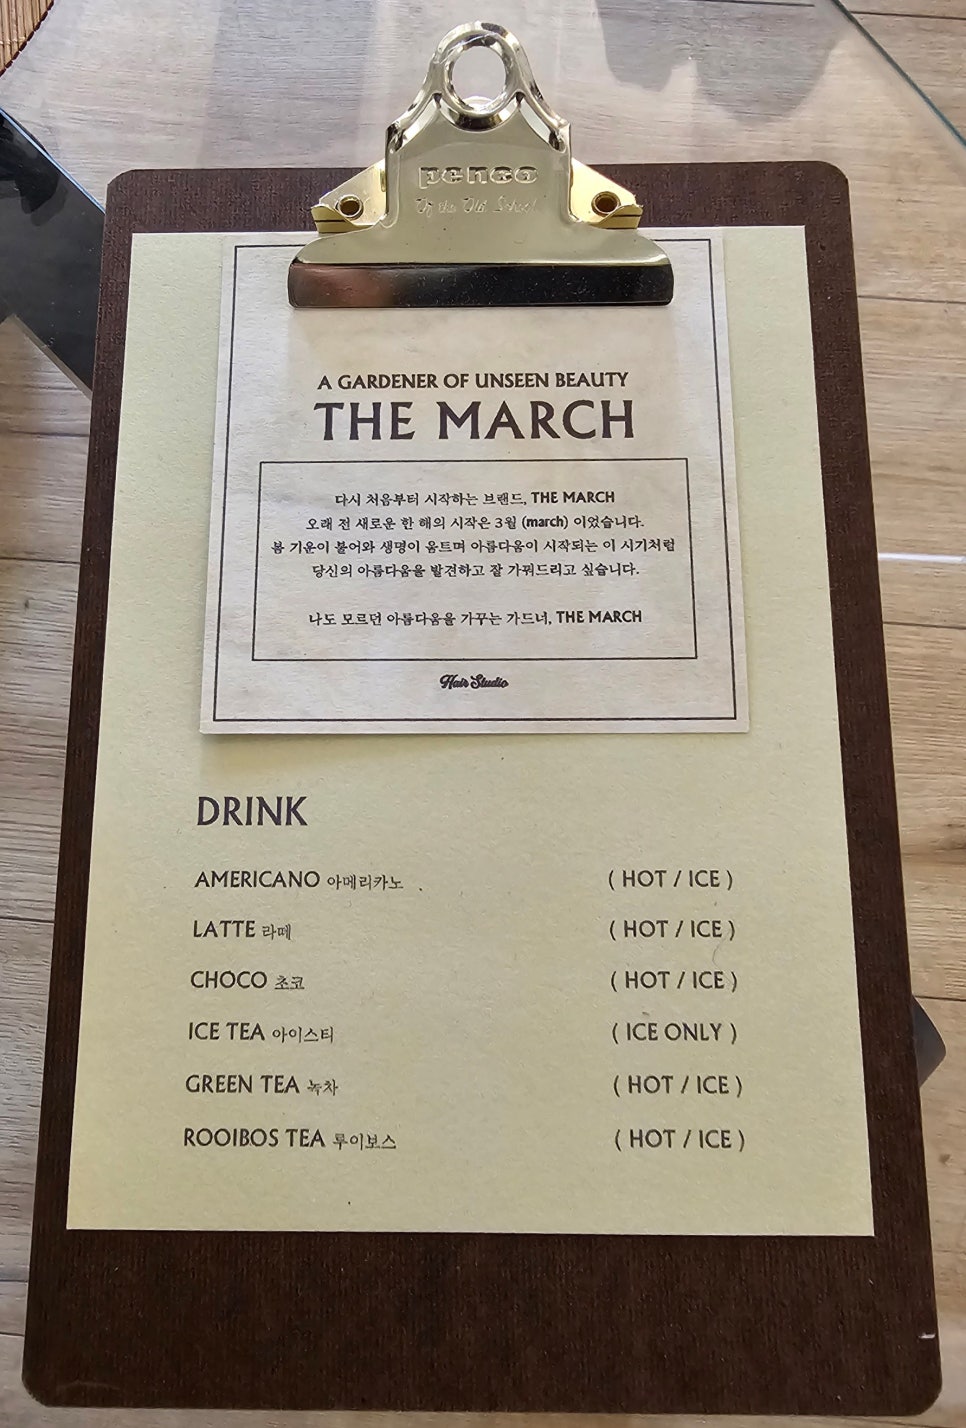 penco
Of the Old School
A GARDENER OF UNSEEN BEAUTY
THE MARCH
다시 처음부터 시작하는 브랜드, THE MARCH
오래 전 새로운 한 해의 시작은 3월 (march) 이었습니다.
봄 기운이 불어와 생명이 움트며 아름다움이 시작되는 이 시기처럼
당신의 아름다움을 발견하고 잘 가꿔드리고 싶습니다.
나도 모르던 아름다움을 가꾸는 가드너, THE MARCH
Hair Studio
DRINK
AMERICANO 아메리카노 ( HOT / ICE )
LATTE 라떼 ( HOT / ICE )
CHOCO 초코 ( HOT / ICE )
ICE TEA 아이스티 ( ICE ONLY )
GREEN TEA 녹차 ( HOT / ICE )
ROOIBOS TEA 루이보스 ( HOT / ICE )